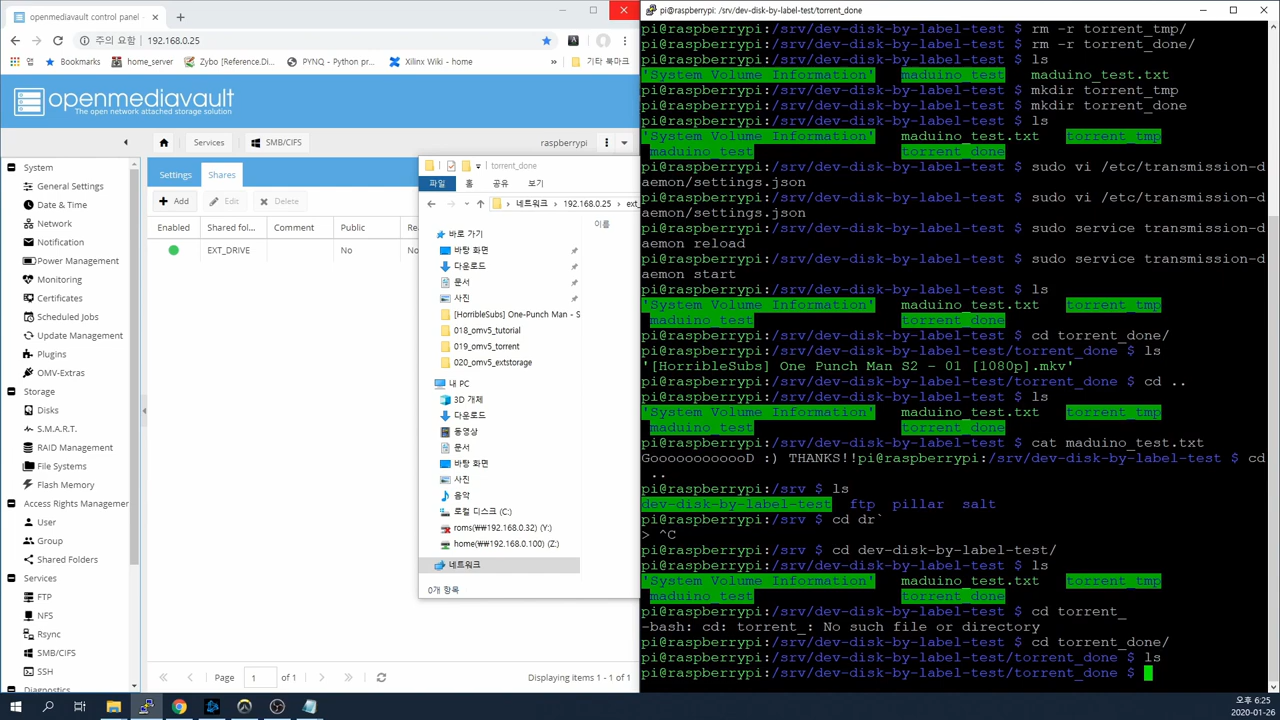 openmediavault control panel
주의 요함 192.168.0.25
앱 Bookmarks home_server Zybo [Reference.Di... PYNQ - Python pr... Xilinx Wiki - home » 기타 북마크
openmediavault
The open network attached storage solution
Services SMB/CIFS raspberrypi
System
General Settings
Date & Time
Network
Notification
Power Management
Monitoring
Certificates
Scheduled Jobs
Update Management
Plugins
OMV-Extras
Storage
Disks
S.M.A.R.T.
RAID Management
File Systems
Flash Memory
Access Rights Management
User
Group
Shared Folders
Services
FTP
NFS
Rsync
SMB/CIFS
SSH
Diagnostics
Settings Shares
Add Edit Delete
Enabled Shared fol... Comment Public Rea
EXT_DRIVE No No
Page 1 of 1 Displaying items 1 - 1 of 1
torrent_done
파일 홈 공유 보기
네트워크 192.168.0.25 ext_
이름
바로 가기
바탕 화면
다운로드
문서
사진
[HorribleSubs] One-Punch Man - S
018_omv5_tutorial
019_omv5_torrent
020_omv5_extstorage
내 PC
3D 개체
다운로드
동영상
문서
바탕 화면
사진
음악
로컬 디스크 (C:)
roms(₩₩192.168.0.32) (Y:)
home(₩₩192.168.0.100) (Z:)
네트워크
0개 항목
pi@raspberrypi: /srv/dev-disk-by-label-test/torrent_done
pi@raspberrypi:/srv/dev-disk-by-label-test $ rm -r torrent_tmp/
pi@raspberrypi:/srv/dev-disk-by-label-test $ rm -r torrent_done/
pi@raspberrypi:/srv/dev-disk-by-label-test $ ls
'System Volume Information' maduino_test maduino_test.txt
pi@raspberrypi:/srv/dev-disk-by-label-test $ mkdir torrent_tmp
pi@raspberrypi:/srv/dev-disk-by-label-test $ mkdir torrent_done
pi@raspberrypi:/srv/dev-disk-by-label-test $ ls
'System Volume Information' maduino_test.txt torrent_tmp
maduino_test torrent_done
pi@raspberrypi:/srv/dev-disk-by-label-test $ sudo vi /etc/transmission-d
aemon/settings.json
pi@raspberrypi:/srv/dev-disk-by-label-test $ sudo vi /etc/transmission-d
aemon/settings.json
pi@raspberrypi:/srv/dev-disk-by-label-test $ sudo service transmission-d
aemon reload
pi@raspberrypi:/srv/dev-disk-by-label-test $ sudo service transmission-d
aemon start
pi@raspberrypi:/srv/dev-disk-by-label-test $ ls
'System Volume Information' maduino_test.txt torrent_tmp
maduino_test torrent_done
pi@raspberrypi:/srv/dev-disk-by-label-test $ cd torrent_done/
pi@raspberrypi:/srv/dev-disk-by-label-test/torrent_done $ ls
'[HorribleSubs] One Punch Man S2 - 01 [1080p].mkv'
pi@raspberrypi:/srv/dev-disk-by-label-test/torrent_done $ cd ..
pi@raspberrypi:/srv/dev-disk-by-label-test $ ls
'System Volume Information' maduino_test.txt torrent_tmp
maduino_test torrent_done
pi@raspberrypi:/srv/dev-disk-by-label-test $ cat maduino_test.txt
GoooooooooooD :) THANKS!!pi@raspberrypi:/srv/dev-disk-by-label-test $ cd
..
pi@raspberrypi:/srv $ ls
dev-disk-by-label-test ftp pillar salt
pi@raspberrypi:/srv $ cd dr`
> ^C
pi@raspberrypi:/srv $ cd dev-disk-by-label-test/
pi@raspberrypi:/srv/dev-disk-by-label-test $ ls
'System Volume Information' maduino_test.txt torrent_tmp
maduino_test torrent_done
pi@raspberrypi:/srv/dev-disk-by-label-test $ cd torrent_
-bash: cd: torrent_: No such file or directory
pi@raspberrypi:/srv/dev-disk-by-label-test $ cd torrent_done/
pi@raspberrypi:/srv/dev-disk-by-label-test/torrent_done $ ls
pi@raspberrypi:/srv/dev-disk-by-label-test/torrent_done $
오후 6:25
2020-01-26